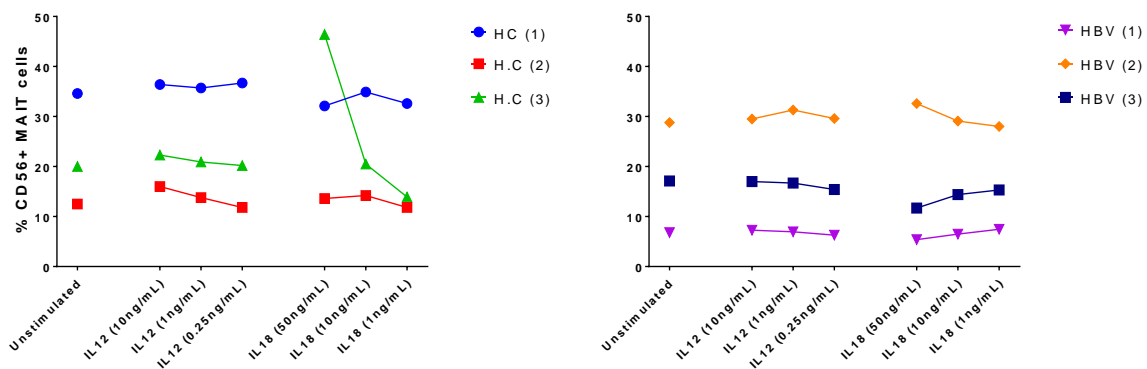 % CD56+ MAIT cells
50
40
30
20
10
0
Unstimulated
IL12 (10ng/mL)
IL12 (1ng/mL)
IL12 (0.25ng/mL)
IL18 (50ng/mL)
IL18 (10ng/mL)
IL18 (1ng/mL)
HC (1)
H.C (2)
H.C (3)
50
40
30
20
10
0
Unstimulated
IL12 (10ng/mL)
IL12 (1ng/mL)
IL12 (0.25ng/mL)
IL18 (50ng/mL)
IL18 (10ng/mL)
IL18 (1ng/mL)
HBV (1)
HBV (2)
HBV (3)